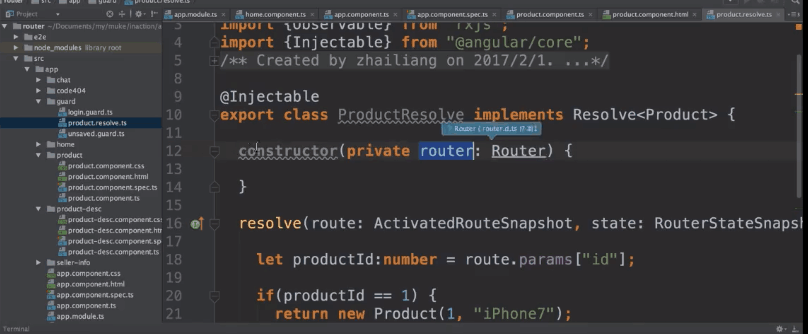 router src app guard product.resolve.ts
Project app.module.ts home.component.ts app.component.ts app.component.spec.ts product.component.ts product.component.html product.resolve.ts
router ~/Documents/my/muke/inaction/
e2e
node_modules library root
src
app
chat
code404
guard
login.guard.ts
product.resolve.ts
unsaved.guard.ts
home
product
product.component.css
product.component.html
product.component.spec.ts
product.component.ts
product-desc
product-desc.component.css
product-desc.component.html
product-desc.component.sp
product-desc.component.ts
seller-info
app.component.css
app.component.html
app.component.spec.ts
app.component.ts
app.module.ts
import {Observable} from "rxjs";
4 import {Injectable} from "@angular/core";
5 /** Created by zhailiang on 2017/2/1. ...*/
8
9 @Injectable
10 export class ProductResolve implements Resolve<Product> {
11
Router (router.d.ts)
12 constructor(private router: Router) {
13
14 }
15
16 resolve(route: ActivatedRouteSnapshot, state: RouterStateSnaps
17
18 let productId:number = route.params["id"];
19
20 if(productId == 1) {
21 return new Product(1, "iPhone7");
Terminal